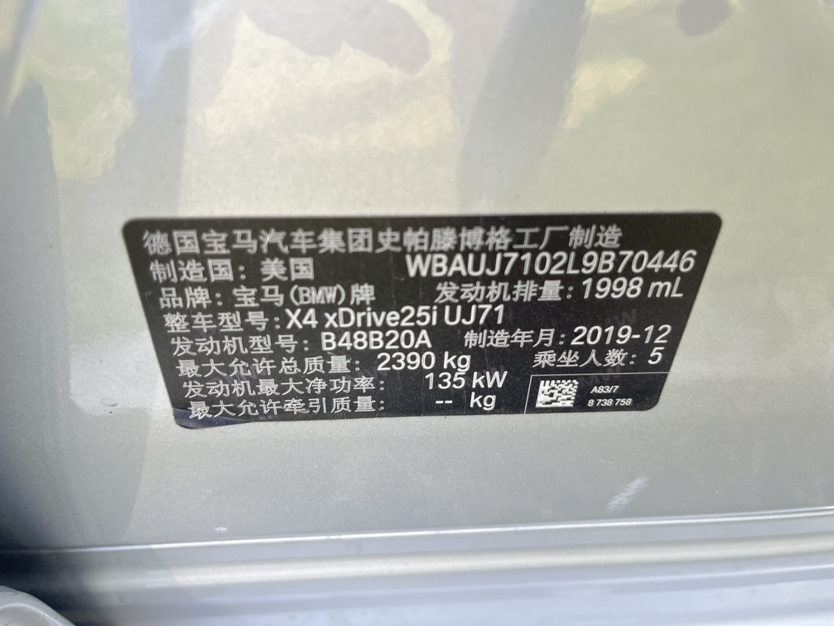 德国宝马汽车集团史帕滕博格工厂制造
制造国: 美国 WBAUJ7102L9B70446
品牌: 宝马(BMW)牌 发动机排量: 1998 mL
整车型号: X4 xDrive25i UJ71
发动机型号: B48B20A 制造年月: 2019-12
最大允许总质量: 2390 kg 乘坐人数: 5
发动机最大净功率: 135 kW
最大允许牵引质量: -- kg
A83/7
8 738 758